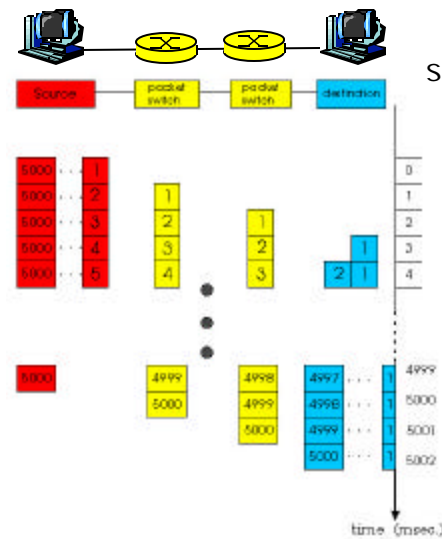 S
Source packet switch packet switch destination
5000 ··· 1 0
5000 ··· 2 1 1
5000 ··· 3 2 1 2
5000 ··· 4 3 2 1 3
5000 ··· 5 4 3 2 1 4
5000 4999 4998 4997 ··· 1 4999
5000 4999 4998 ··· 1 5000
5000 4999 ··· 1 5001
5000 ··· 1 5002
time (msec.)